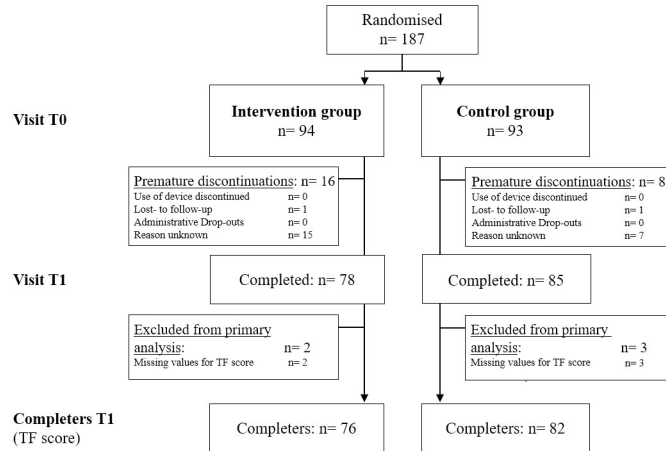 Randomised
n= 187
Visit T0
Intervention group
n= 94
Control group
n= 93
Premature discontinuations: n= 16
Use of device discontinued n= 0
Lost- to follow-up n= 1
Administrative Drop-outs n= 0
Reason unknown n= 15
Premature discontinuations: n= 8
Use of device discontinued n= 0
Lost- to follow-up n= 1
Administrative Drop-outs n= 0
Reason unknown n= 7
Visit T1
Completed: n= 78
Completed: n= 85
Excluded from primary
analysis: n= 2
Missing values for TF score n= 2
Excluded from primary
analysis: n= 3
Missing values for TF score n= 3
Completers T1
(TF score)
Completers: n= 76
Completers: n= 82